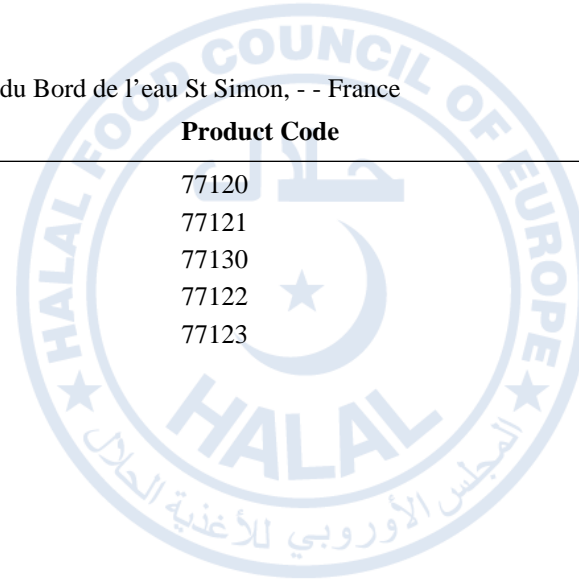 HALAL FOOD COUNCIL OF EUROPE
du Bord de l'eau St Simon, - - France
Product Code
حلال
77120
77121
77130
77122
77123
HALAL
المجلس الأوروبي للأغذية الحلال